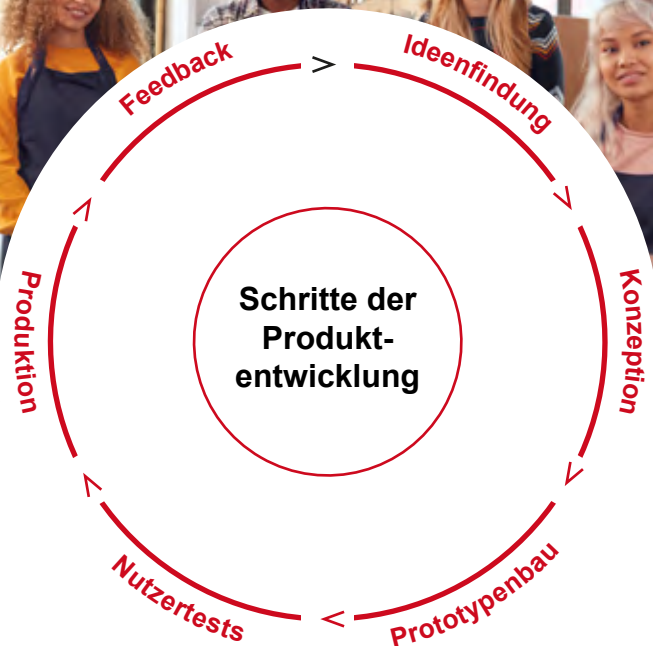 Feedback
>
Ideenfindung
>
Konzeption
>
Prototypenbau
>
Nutzertests
>
Produktion
>
Schritte der
Produkt-
entwicklung